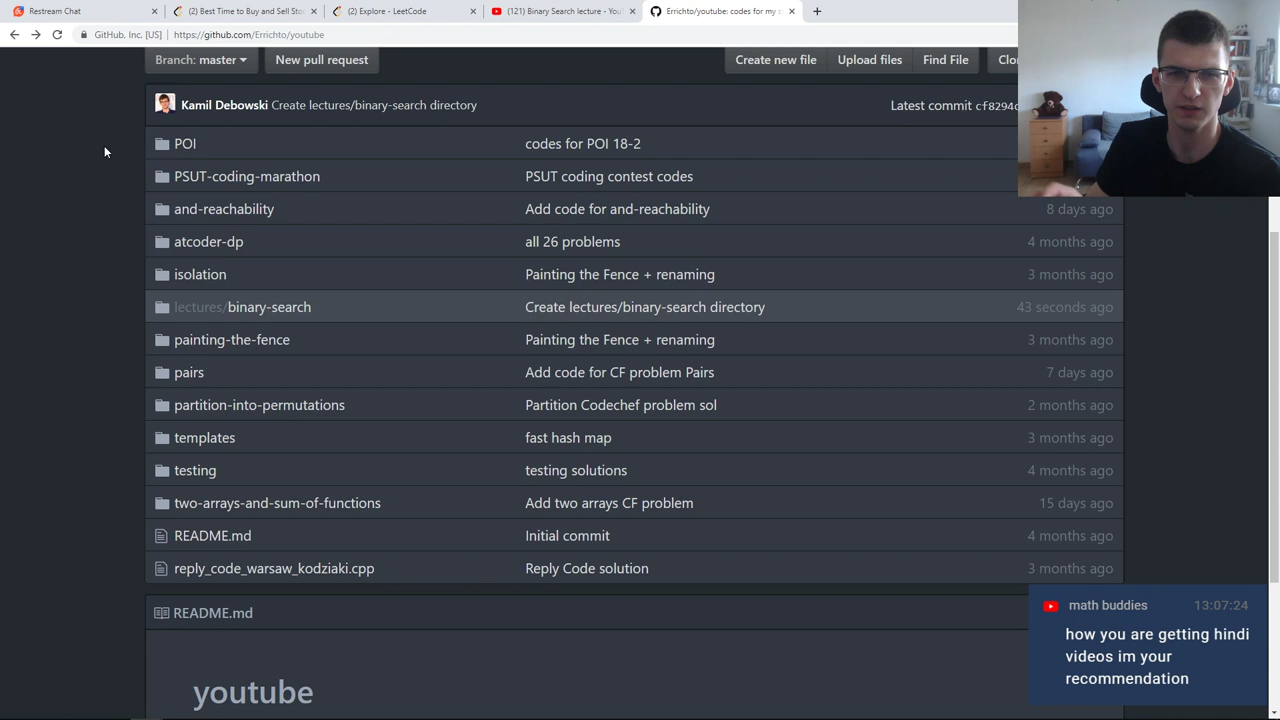 Restream Chat
(2) Best Time to Buy and Sell Sto
(2) Explore - LeetCode
(121) Binary Search lecture - You
Errichto/youtube: codes for my
GitHub, Inc. [US] https://github.com/Errichto/youtube
Branch: master New pull request Create new file Upload files Find File Clon
Kamil Debowski Create lectures/binary-search directory Latest commit cf8294c
POI codes for POI 18-2
PSUT-coding-marathon PSUT coding contest codes
and-reachability Add code for and-reachability 8 days ago
atcoder-dp all 26 problems 4 months ago
isolation Painting the Fence + renaming 3 months ago
lectures/binary-search Create lectures/binary-search directory 43 seconds ago
painting-the-fence Painting the Fence + renaming 3 months ago
pairs Add code for CF problem Pairs 7 days ago
partition-into-permutations Partition Codechef problem sol 2 months ago
templates fast hash map 3 months ago
testing testing solutions 4 months ago
two-arrays-and-sum-of-functions Add two arrays CF problem 15 days ago
README.md Initial commit 4 months ago
reply_code_warsaw_kodziaki.cpp Reply Code solution 3 months ago
README.md
youtube
math buddies 13:07:24
how you are getting hindi
videos im your
recommendation